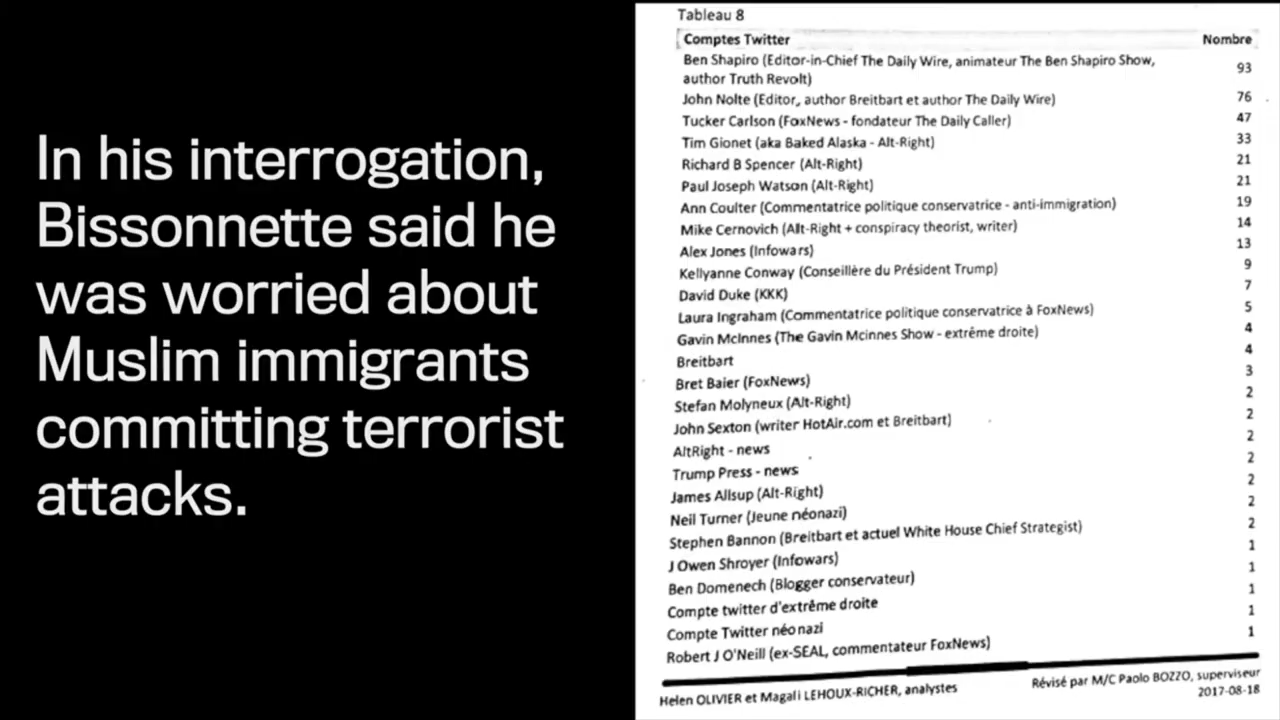 In his interrogation,
Bissonnette said he
was worried about
Muslim immigrants
committing terrorist
attacks.
Tableau 8
Comptes Twitter Nombre
Ben Shapiro (Editor-in-Chief The Daily Wire, animateur The Ben Shapiro Show,
author Truth Revolt) 93
John Nolte (Editor, author Breitbart et author The Daily Wire) 76
Tucker Carlson (FoxNews - fondateur The Daily Caller) 47
Tim Gionet (aka Baked Alaska - Alt-Right) 33
Richard B Spencer (Alt-Right) 21
Paul Joseph Watson (Alt-Right) 21
Ann Coulter (Commentatrice politique conservatrice - anti-immigration) 19
Mike Cernovich (Alt-Right + conspiracy theorist, writer) 14
Alex Jones (Infowars) 13
Kellyanne Conway (Conseillère du Président Trump) 9
David Duke (KKK) 7
Laura Ingraham (Commentatrice politique conservatrice à FoxNews) 5
Gavin McInnes (The Gavin Mcinnes Show - extrême droite) 4
Breitbart 4
Bret Baier (FoxNews) 3
Stefan Molyneux (Alt-Right) 2
John Sexton (writer HotAir.com et Breitbart) 2
AltRight - news 2
Trump Press - news 2
James Allsup (Alt-Right) 2
Neil Turner (Jeune néonazi) 2
Stephen Bannon (Breitbart et actuel White House Chief Strategist) 2
J Owen Shroyer (Infowars) 1
Ben Domenech (Blogger conservateur) 1
Compte twitter d'extrême droite 1
Compte Twitter néonazi 1
Robert J O'Neill (ex-SEAL, commentateur FoxNews) 1
Helen OLIVIER et Magali LEHOUX-RICHER, analystes Révisé par M/C Paolo BOZZO, superviseur
2017-08-18